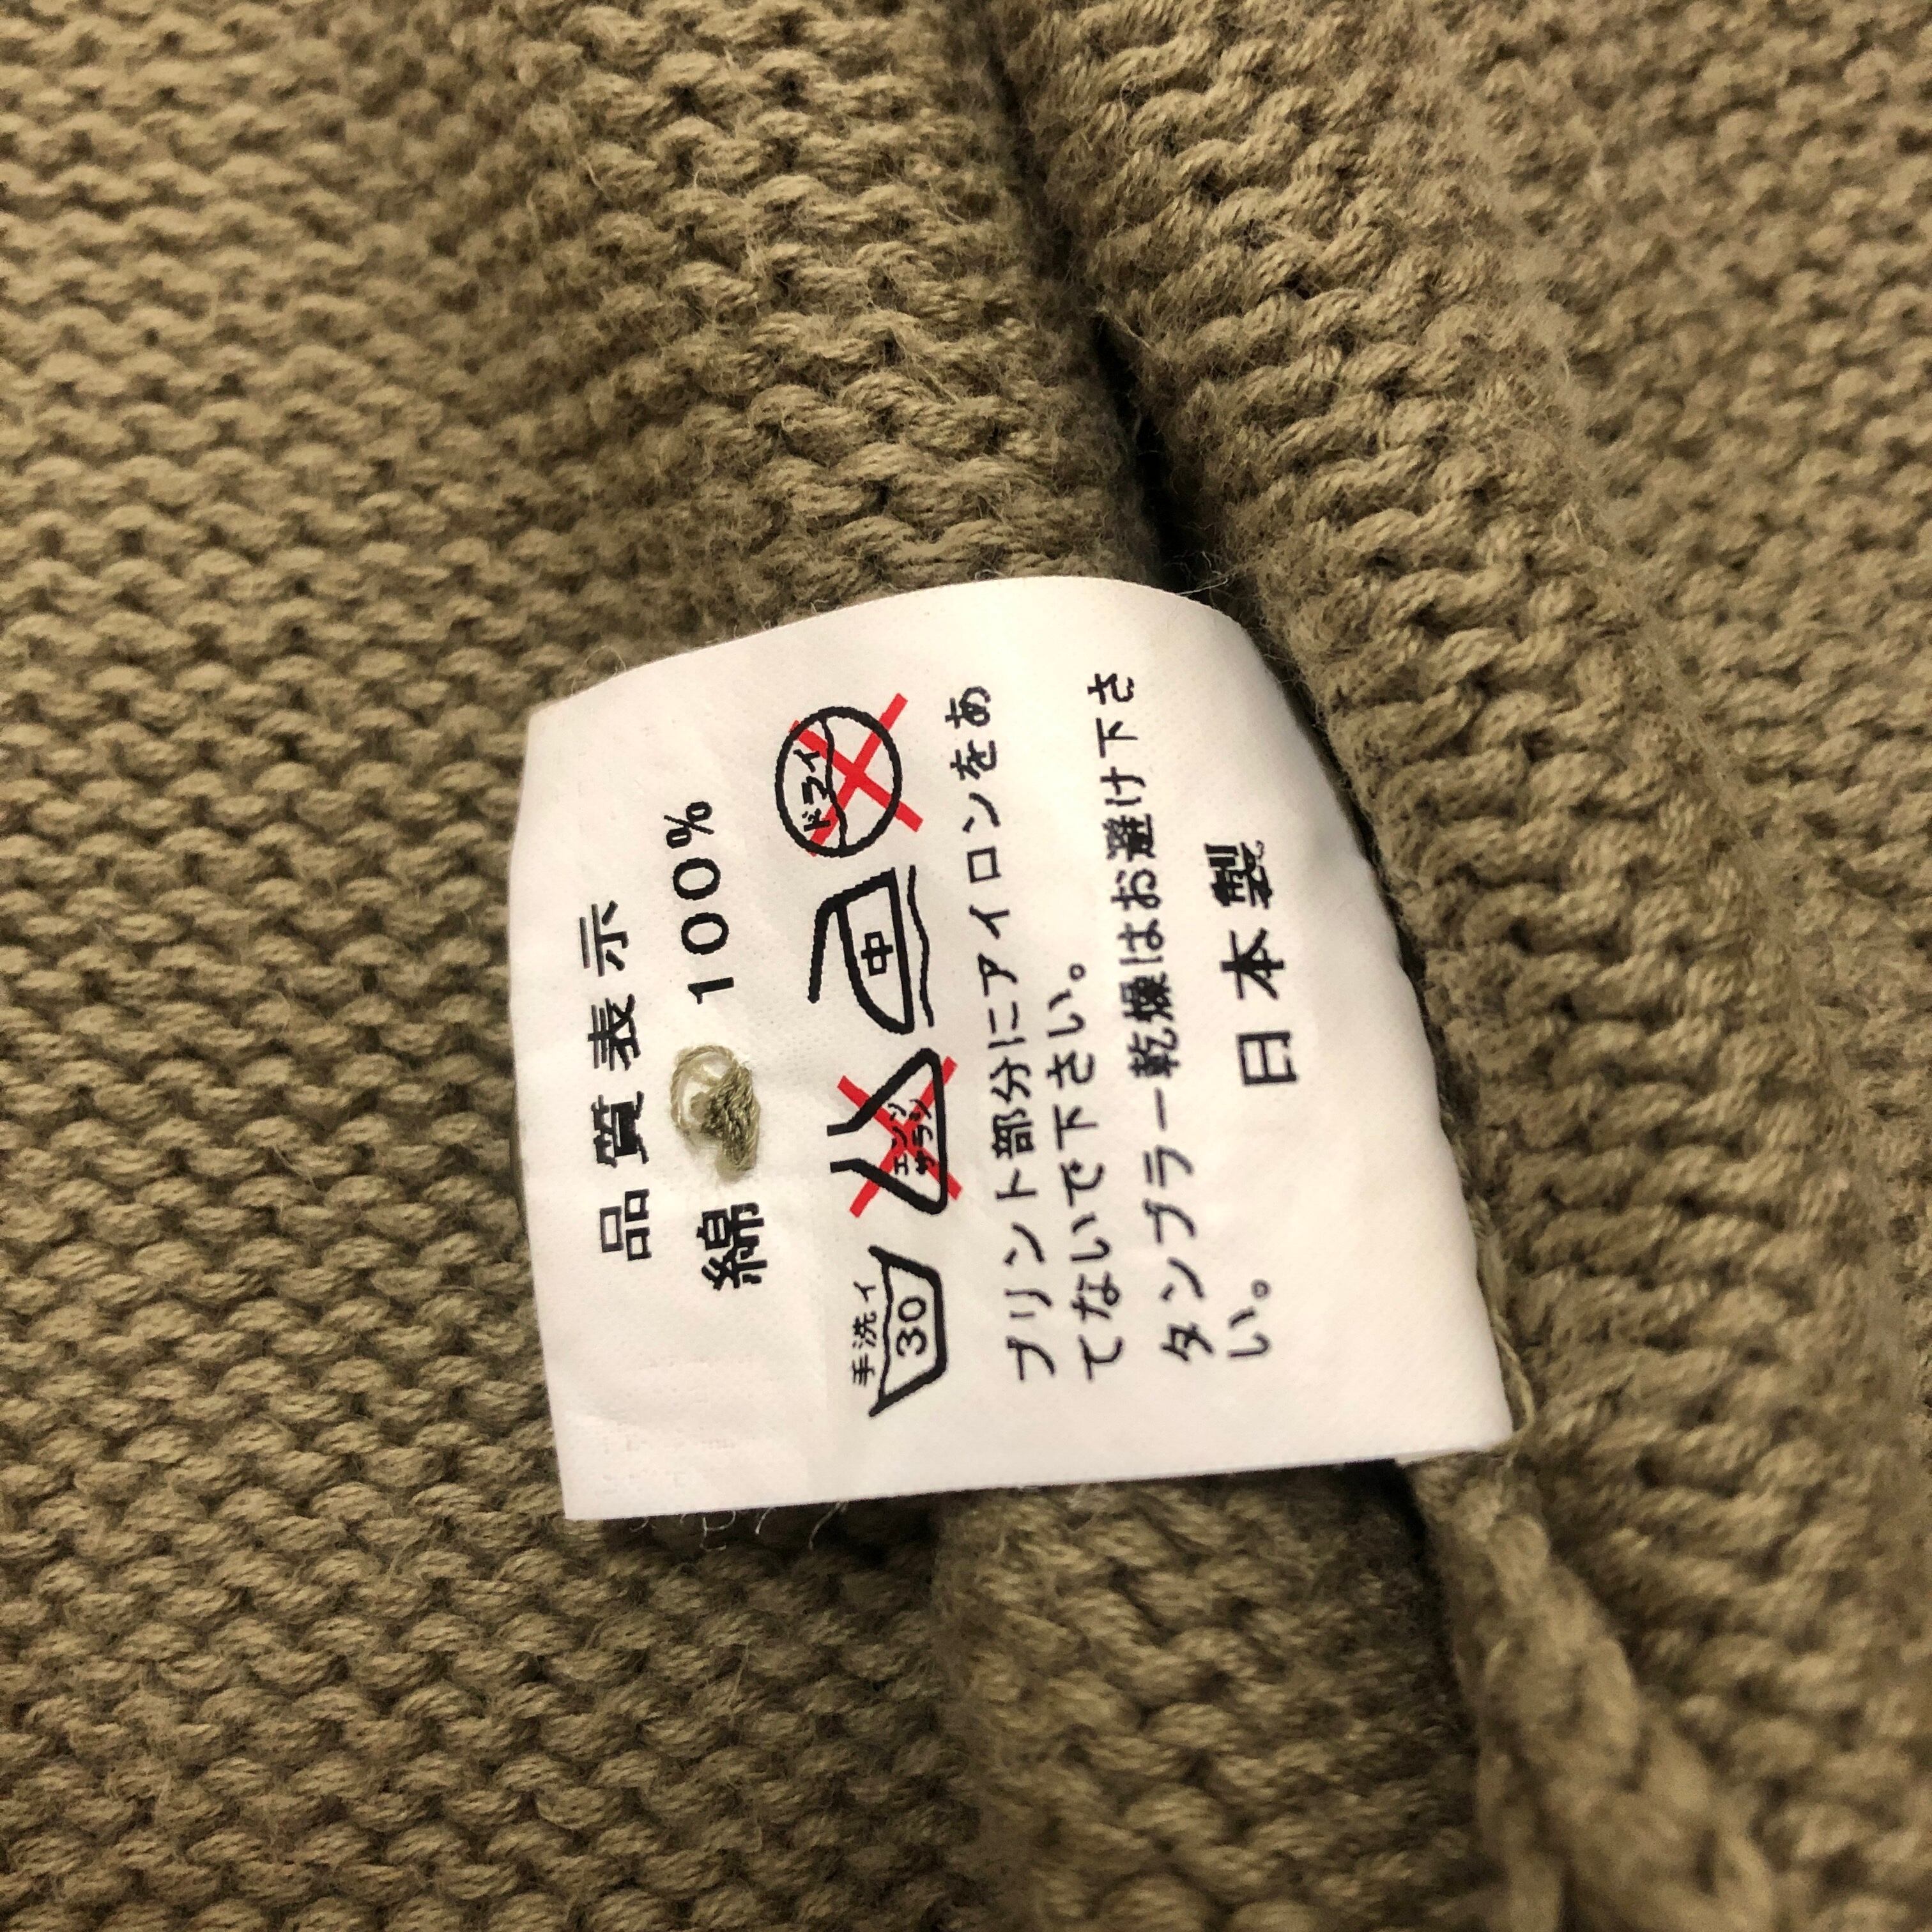 品質表示
綿 100%
手洗イ
30
エンソ
サラシ
中
ドライ
プリント部分にアイロンをあ
てないで下さい。
タンブラー乾燥はお避け下さ
い。
日本製